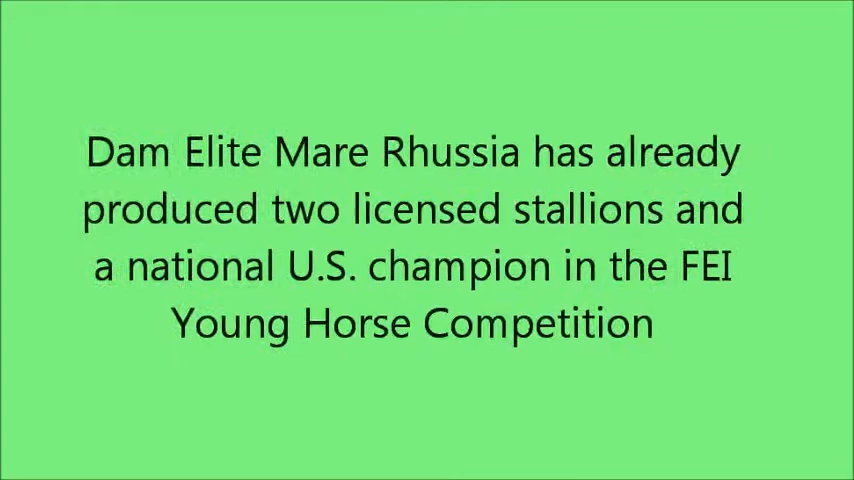 Dam Elite Mare Rhussia has already
produced two licensed stallions and
a national U.S. champion in the FEI
Young Horse Competition